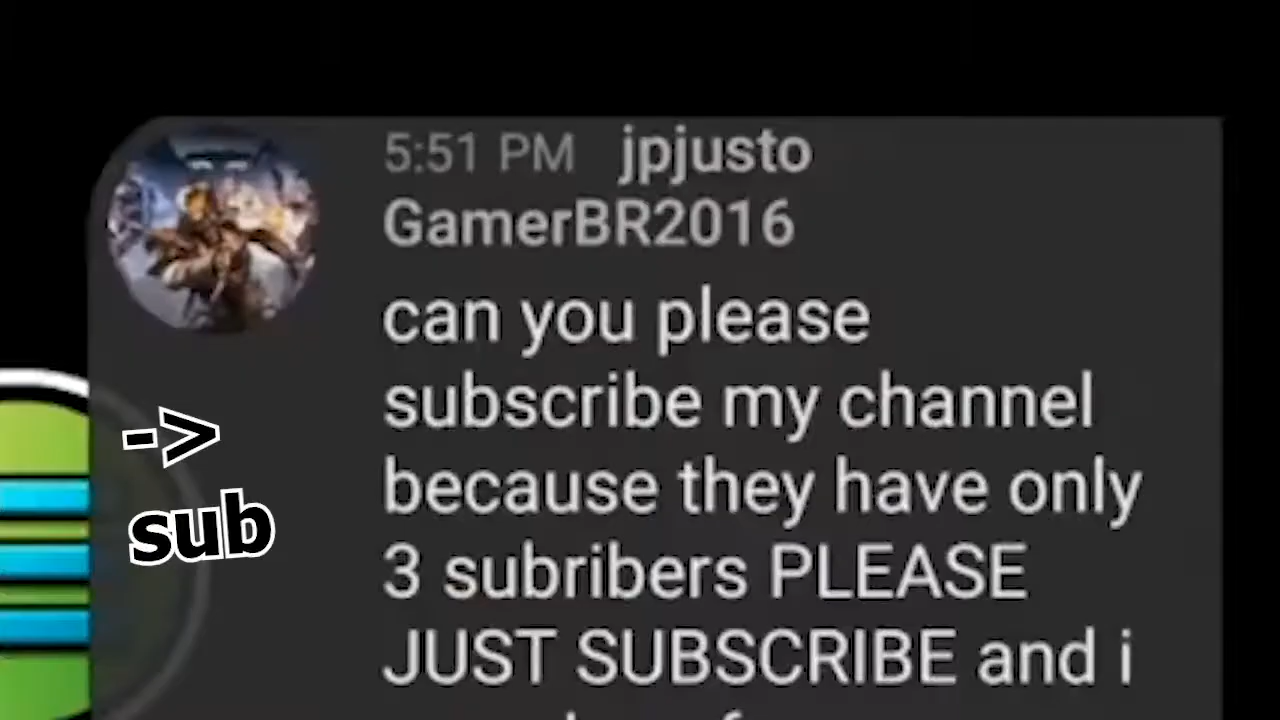 5:51 PM jpjusto
GamerBR2016
can you please
subscribe my channel
because they have only
3 subribers PLEASE
JUST SUBSCRIBE and i
->
sub